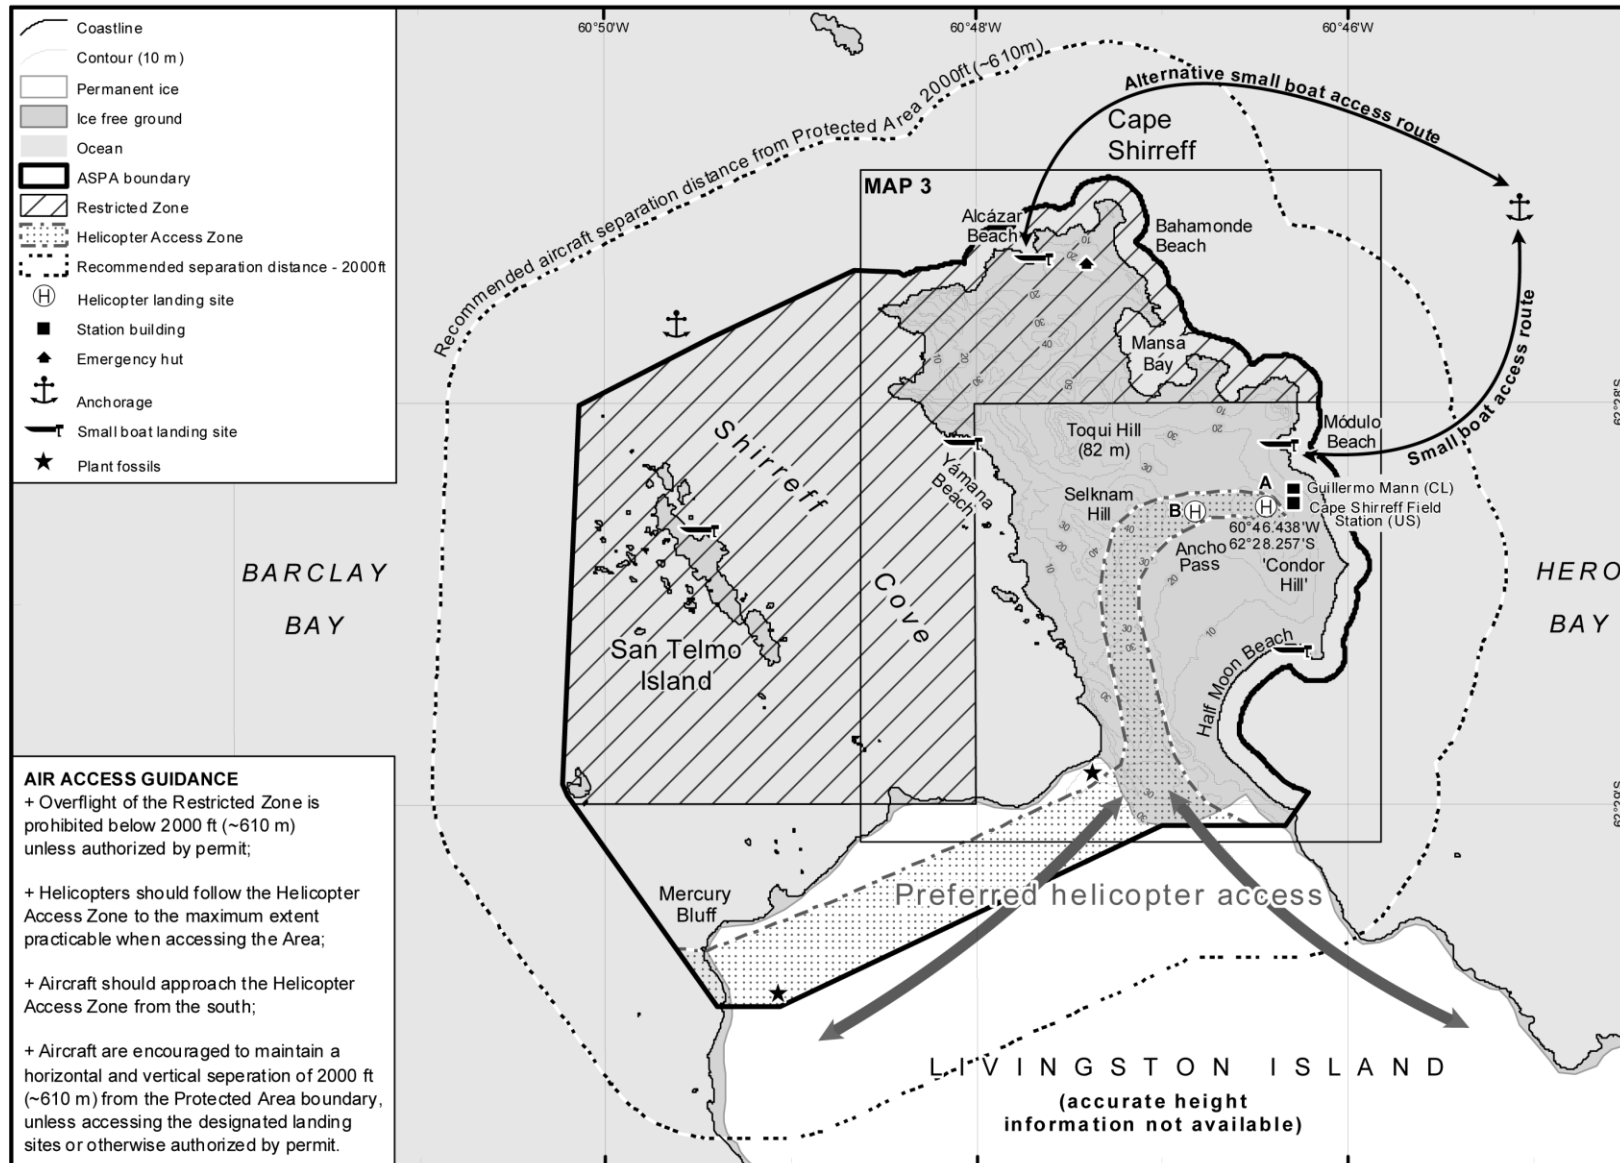 60°50'W
60°48'W
60°46'W
Coastline
Contour (10 m)
Permanent ice
Ice free ground
Ocean
ASPA boundary
Restricted Zone
Helicopter Access Zone
Recommended separation distance - 2000ft
Helicopter landing site
Station building
Emergency hut
Anchorage
Small boat landing site
Plant fossils
Recommended aircraft separation distance from Protected Area 2000ft (~610m)
Alternative small boat access route
Cape
Shirreff
MAP 3
Alcázar
Beach
Bahamonde
Beach
Mansa
Bay
Small boat access route
62°28'S
Toqui Hill
(82 m)
Módulo
Beach
Yámana
Beach
Selknam
Hill
A
B
H
H
Guillermo Mann (CL)
Cape Shirreff Field
Station (US)
60°46.438'W
62°28.257'S
Ancho
Pass
'Condor
Hill'
Shirreff
Cove
BARCLAY
BAY
HERO
BAY
San Telmo
Island
Half Moon Beach
62°29'S
Mercury
Bluff
Preferred helicopter access
LIVINGSTON ISLAND
(accurate height
information not available)
AIR ACCESS GUIDANCE
+ Overflight of the Restricted Zone is
prohibited below 2000 ft (~610 m)
unless authorized by permit;
+ Helicopters should follow the Helicopter
Access Zone to the maximum extent
practicable when accessing the Area;
+ Aircraft should approach the Helicopter
Access Zone from the south;
+ Aircraft are encouraged to maintain a
horizontal and vertical seperation of 2000 ft
(~610 m) from the Protected Area boundary,
unless accessing the designated landing
sites or otherwise authorized by permit.